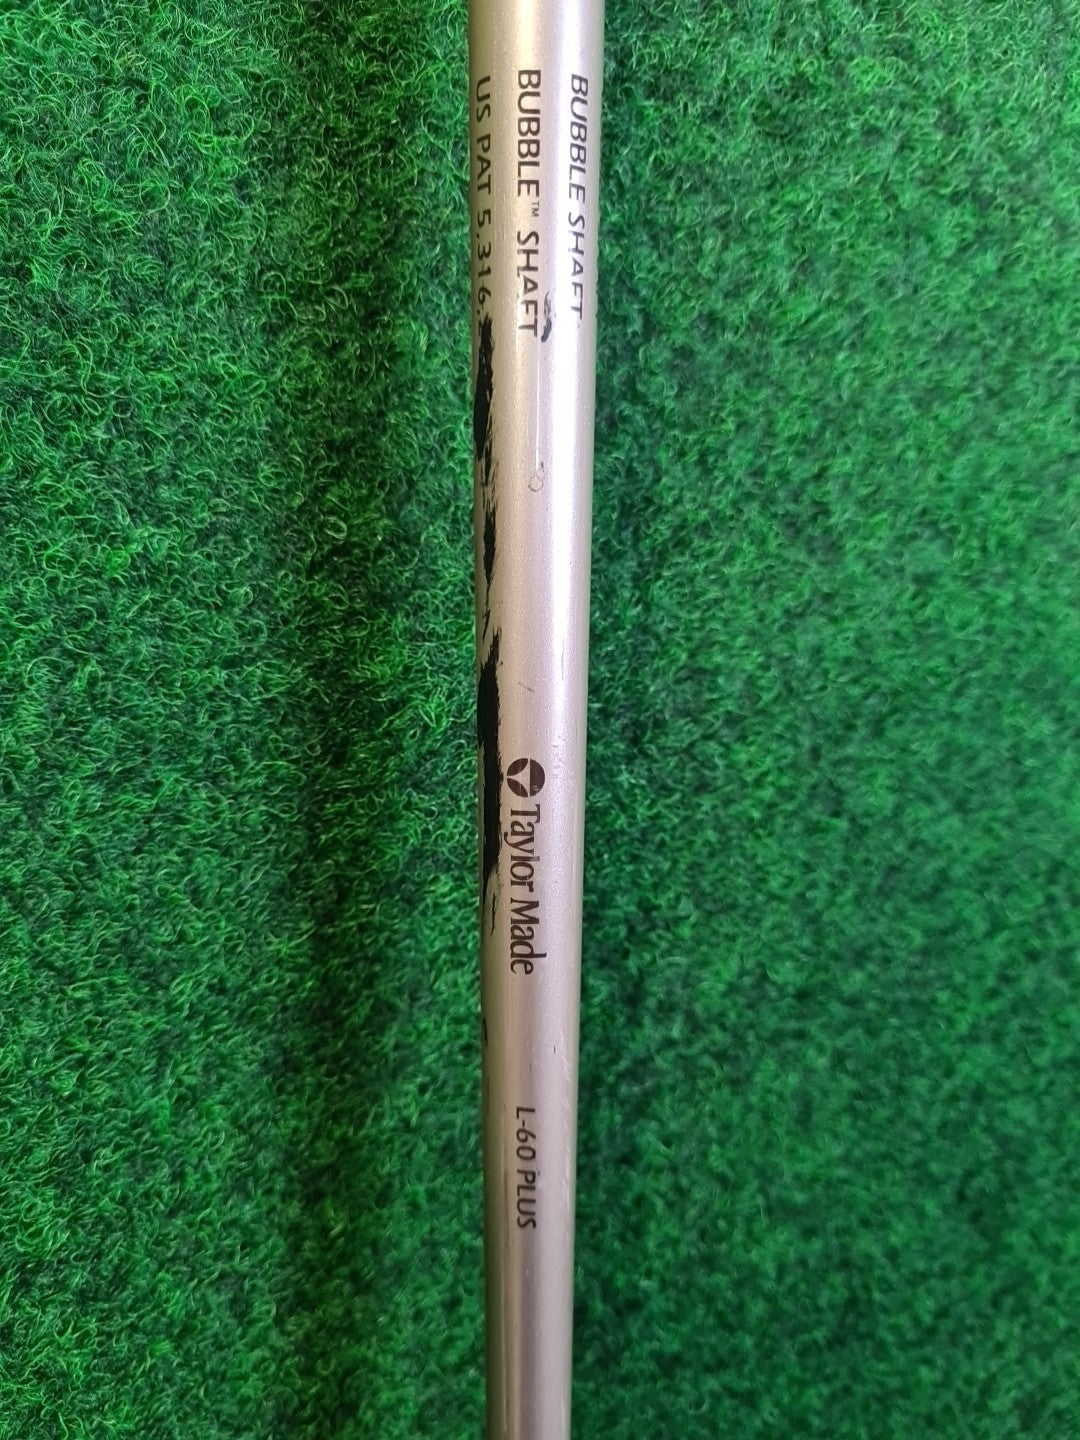 BUBBLE SHAFT
BUBBLE™ SHAFT
US PAT 5,316,
Taylor Made
L-60 PLUS